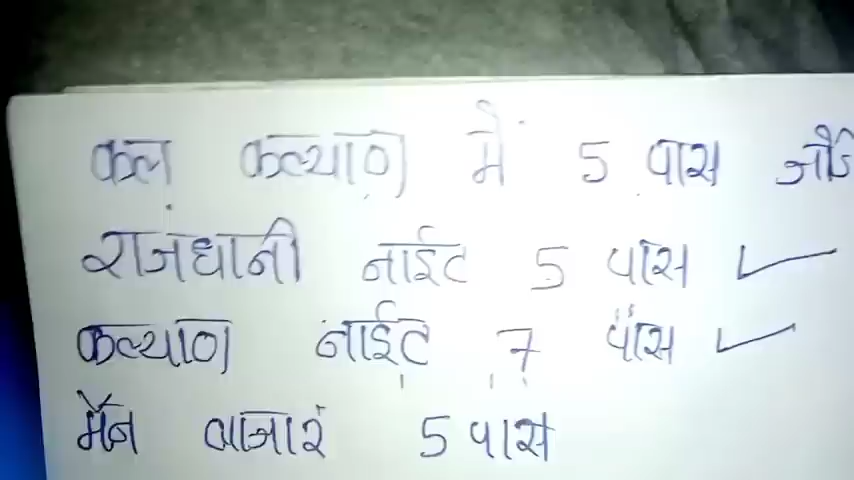 कल कल्याण में 5 पास
राजधानी नाईट 5 पास
कल्याण नाईट 7 पास
मेन बाजार 5 पास